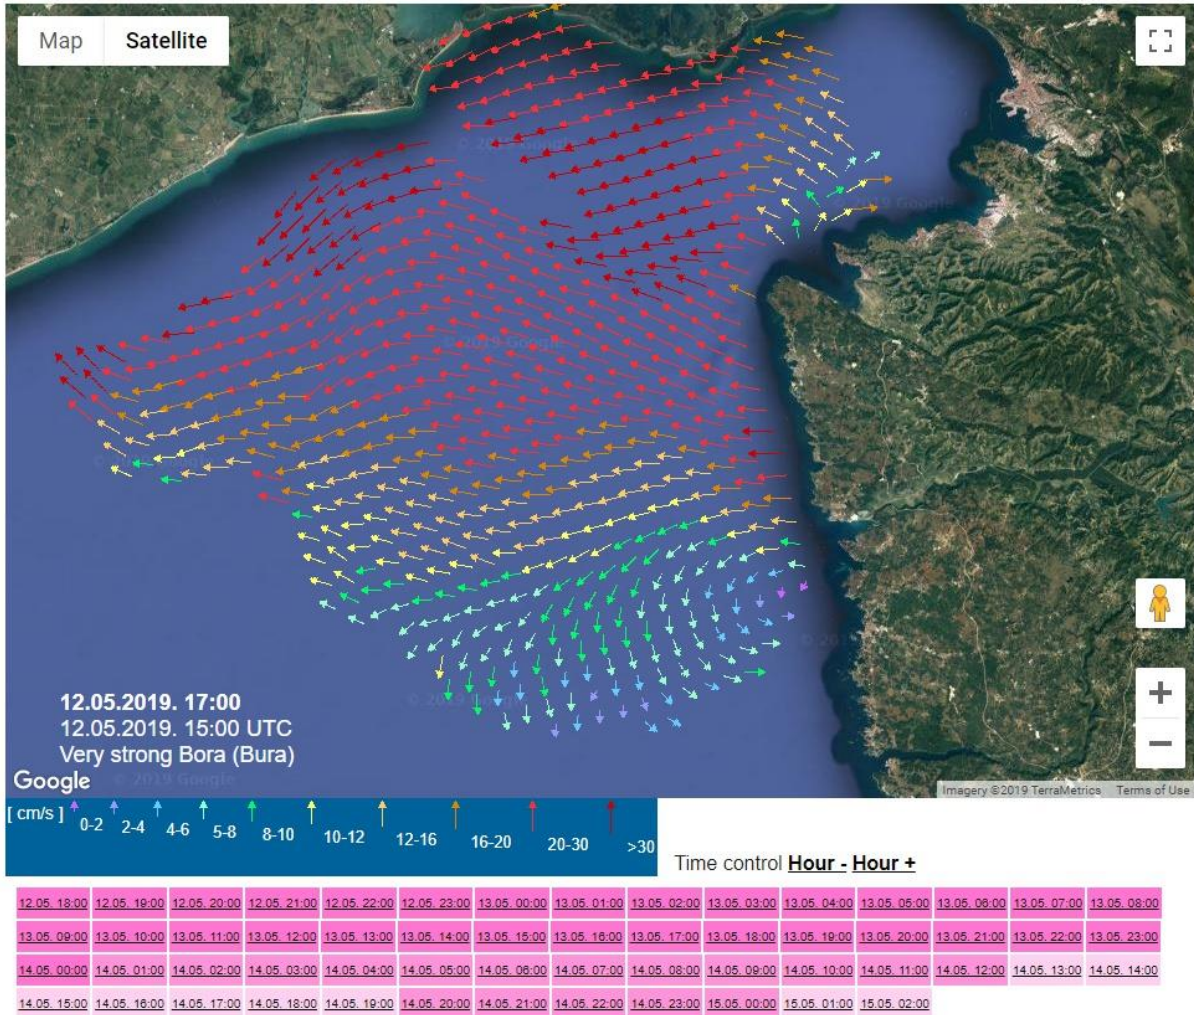 Map Satellite
© 2019 Google
© 2019 Google
© 2019 Google
12.05.2019. 17:00
12.05.2019. 15:00 UTC
Very strong Bora (Bura)
Google
© 2019 Google
Imagery ©2019 TerraMetrics Terms of Use
[ cm/s ] 0-2 2-4 4-6 5-8 8-10 10-12 12-16 16-20 20-30 >30
Time control Hour - Hour +
12.05. 18:00 12.05. 19:00 12.05. 20:00 12.05. 21:00 12.05. 22:00 12.05. 23:00 13.05. 00:00 13.05. 01:00 13.05. 02:00 13.05. 03:00 13.05. 04:00 13.05. 05:00 13.05. 06:00 13.05. 07:00 13.05. 08:00
13.05. 09:00 13.05. 10:00 13.05. 11:00 13.05. 12:00 13.05. 13:00 13.05. 14:00 13.05. 15:00 13.05. 16:00 13.05. 17:00 13.05. 18:00 13.05. 19:00 13.05. 20:00 13.05. 21:00 13.05. 22:00 13.05. 23:00
14.05. 00:00 14.05. 01:00 14.05. 02:00 14.05. 03:00 14.05. 04:00 14.05. 05:00 14.05. 06:00 14.05. 07:00 14.05. 08:00 14.05. 09:00 14.05. 10:00 14.05. 11:00 14.05. 12:00 14.05. 13:00 14.05. 14:00
14.05. 15:00 14.05. 16:00 14.05. 17:00 14.05. 18:00 14.05. 19:00 14.05. 20:00 14.05. 21:00 14.05. 22:00 14.05. 23:00 15.05. 00:00 15.05. 01:00 15.05. 02:00